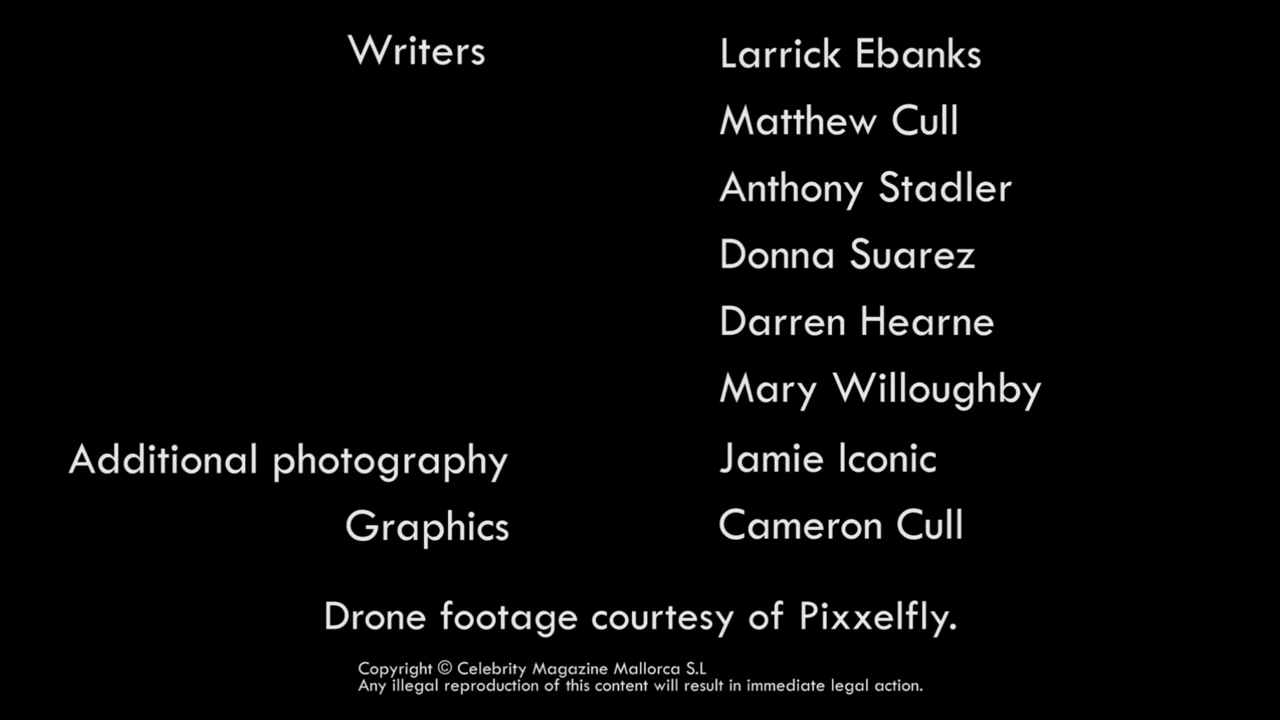 Writers Larrick Ebanks
Matthew Cull
Anthony Stadler
Donna Suarez
Darren Hearne
Mary Willoughby
Additional photography Jamie Iconic
Graphics Cameron Cull
Drone footage courtesy of Pixxelfly.
Copyright © Celebrity Magazine Mallorca S.L
Any illegal reproduction of this content will result in immediate legal action.